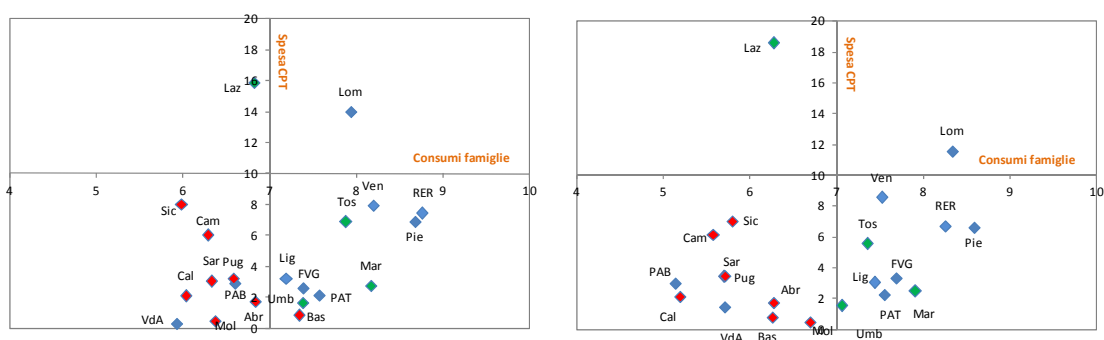 20
18
16
14
12
10
8
6
4
2
0
4
5
6
7
8
9
10
Spesa CPT
Consumi famiglie
Laz
Lom
Ven
RER
Tos
Pie
Sic
Cam
Sar
Pug
Cal
PAB
Lig
FVG
Mar
Umb
PAT
VdA
Mol
Abr
Bas
20
18
16
14
12
10
8
6
4
2
0
4
5
6
7
8
9
10
Spesa CPT
Consumi famiglie
Laz
Lom
Ven
RER
Tos
Pie
Sic
Cam
Sar
Pug
PAB
Cal
Lig
FVG
Abr
PAT
Mar
VdA
Bas
Mol
Umb